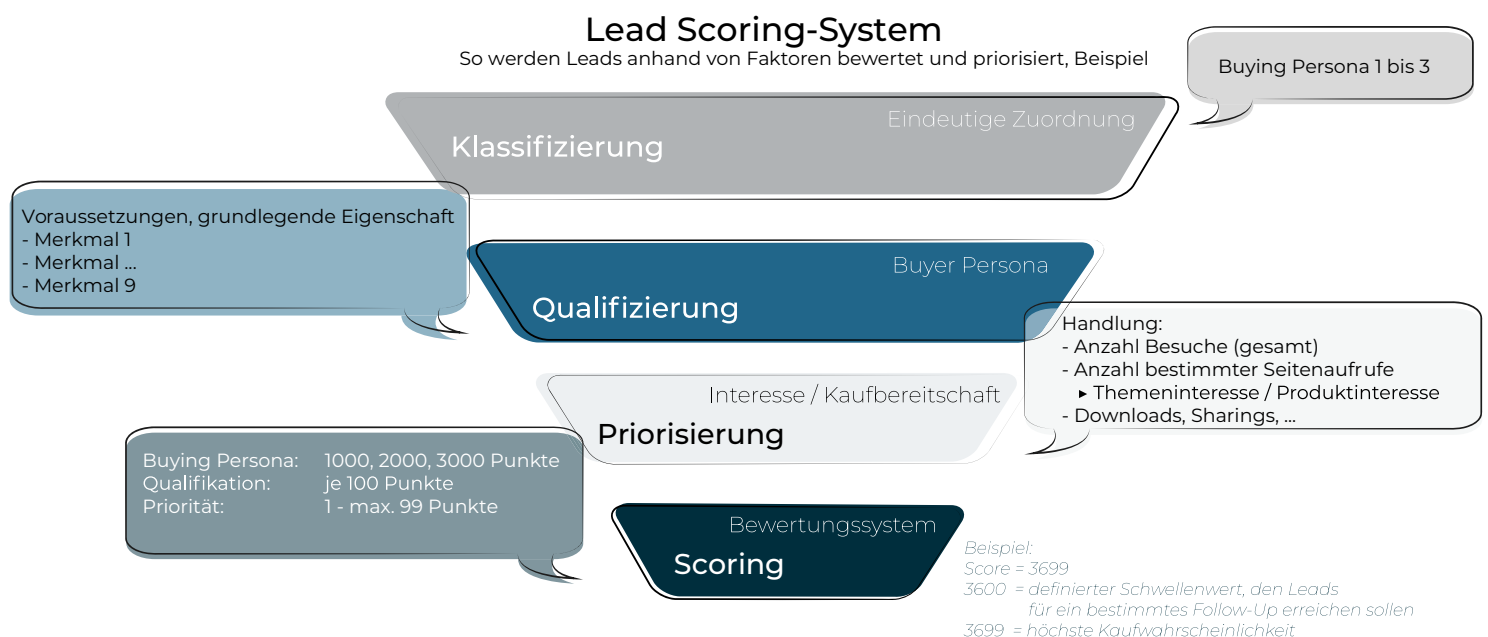 Lead Scoring-System
So werden Leads anhand von Faktoren bewertet und priorisiert, Beispiel
Buying Persona 1 bis 3
Eindeutige Zuordnung
Klassifizierung
Voraussetzungen, grundlegende Eigenschaft
- Merkmal 1
- Merkmal ...
- Merkmal 9
Buyer Persona
Qualifizierung
Handlung:
- Anzahl Besuche (gesamt)
- Anzahl bestimmter Seitenaufrufe
▸ Themeninteresse / Produktinteresse
- Downloads, Sharings, ...
Interesse / Kaufbereitschaft
Priorisierung
Buying Persona: 1000, 2000, 3000 Punkte
Qualifikation: je 100 Punkte
Priorität: 1 - max. 99 Punkte
Bewertungssystem
Scoring
Beispiel:
Score = 3699
3600 = definierter Schwellenwert, den Leads
für ein bestimmtes Follow-Up erreichen sollen
3699 = höchste Kaufwahrscheinlichkeit